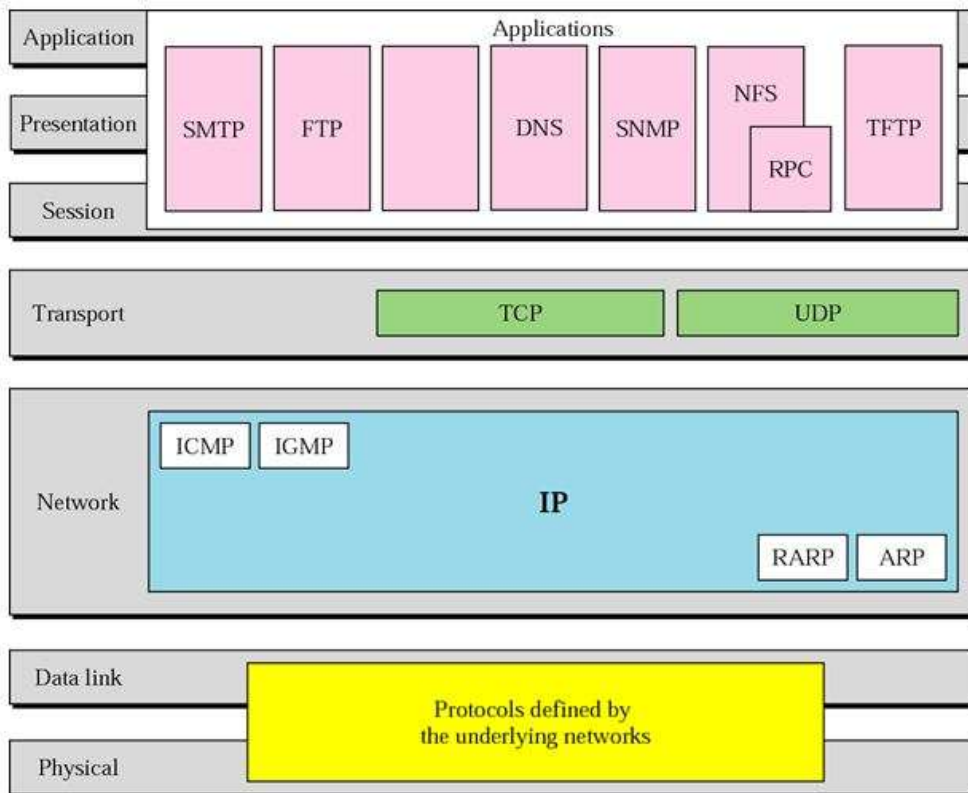 Application
Applications
Presentation
SMTP
FTP
DNS
SNMP
NFS
RPC
TFTP
Session
Transport
TCP
UDP
Network
ICMP
IGMP
IP
RARP
ARP
Data link
Protocols defined by
the underlying networks
Physical